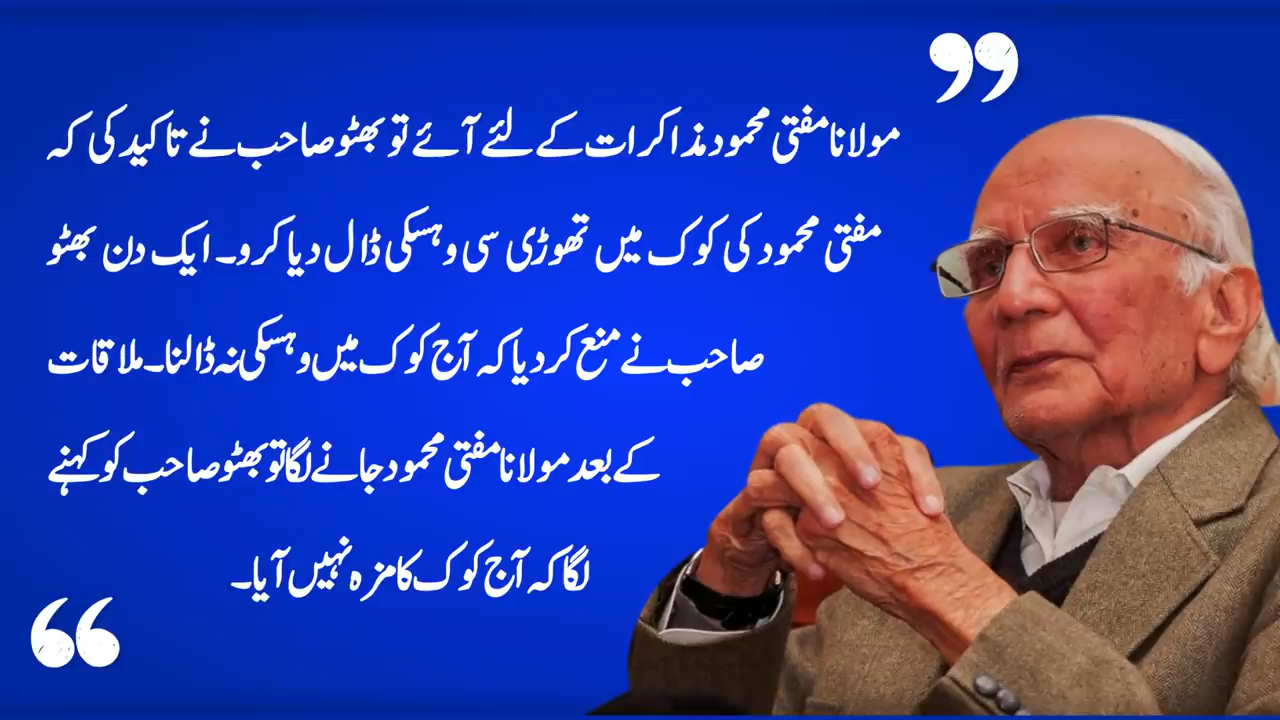 مولانا مفتی محمود مذاکرات کے لئے آئے تو بھٹو صاحب نے تاکید کی کہ
مفتی محمود کی کوک میں تھوڑی سی وہسکی ڈال دیا کرو۔ ایک دن بھٹو
صاحب نے منع کر دیا کہ آج کوک میں وہسکی نہ ڈالنا۔ ملاقات
کے بعد مولانا مفتی محمود جانے لگا تو بھٹو صاحب کو کہنے
لگا کہ آج کوک کا مزہ نہیں آیا۔